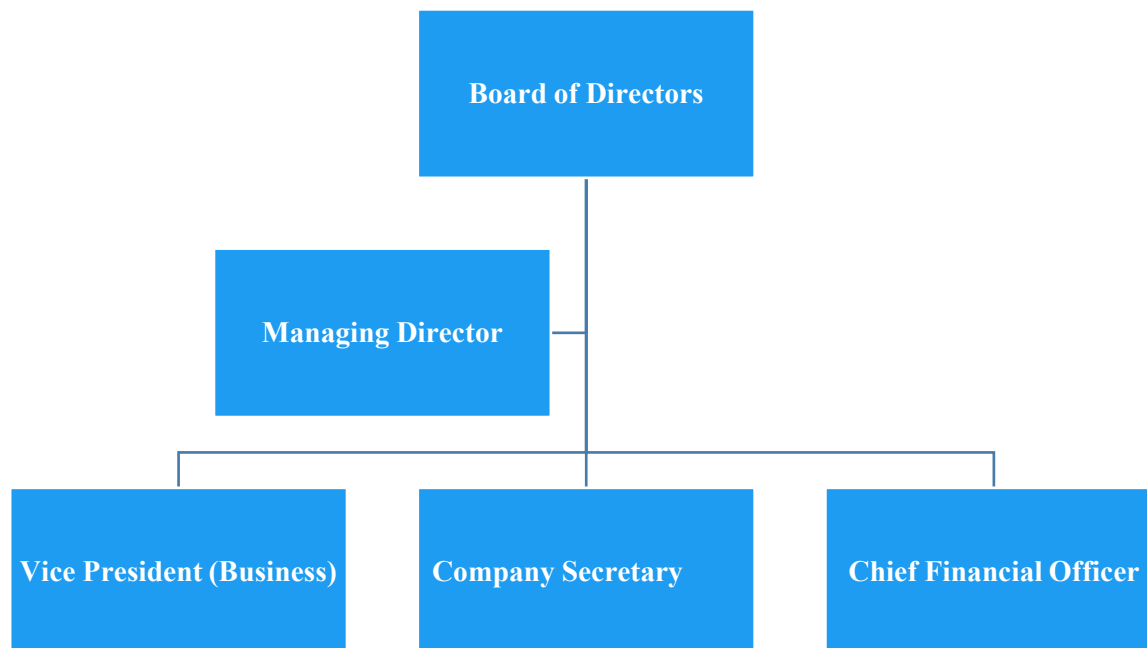 Board of Directors
Managing Director
Vice President (Business)
Company Secretary
Chief Financial Officer